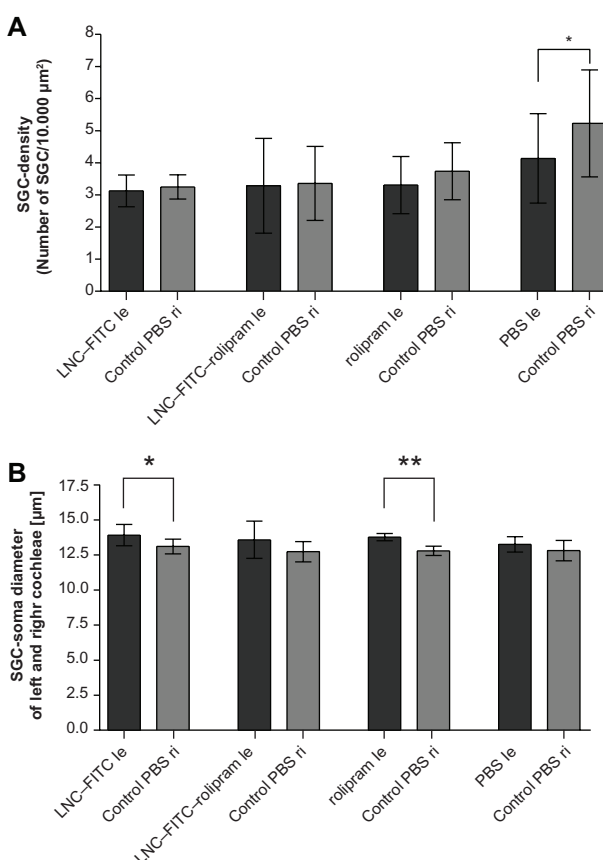 A
SGC-density
(Number of SGC/10.000 µm²)
8
7
6
5
4
3
2
1
0
*
LNC–FITC le
Control PBS ri
LNC–FITC–rolipram le
Control PBS ri
rolipram le
Control PBS ri
PBS le
Control PBS ri
B
SGC-soma diameter
of left and righr cochleae [µm]
17.5
15.0
12.5
10.0
7.5
5.0
2.5
0.0
*
**
LNC–FITC le
Control PBS ri
LNC–FITC–rolipram le
Control PBS ri
rolipram le
Control PBS ri
PBS le
Control PBS ri